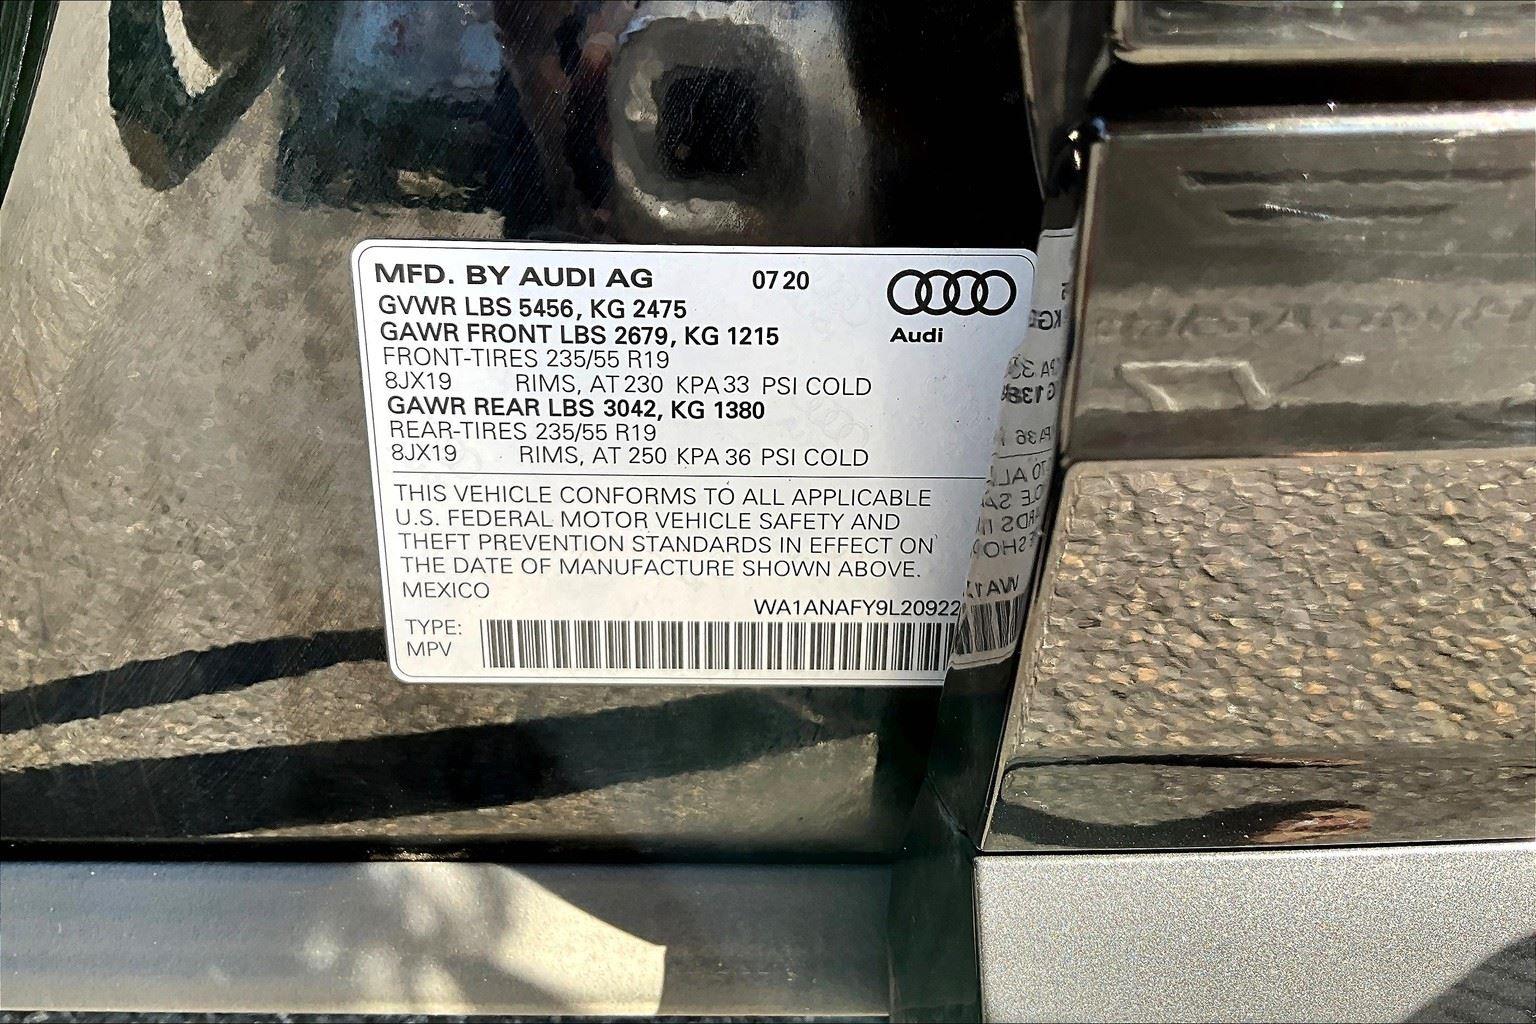 MFD. BY AUDI AG 07 20
GVWR LBS 5456, KG 2475
GAWR FRONT LBS 2679, KG 1215
Audi
FRONT-TIRES 235/55 R19
8JX19 RIMS, AT 230 KPA 33 PSI COLD
GAWR REAR LBS 3042, KG 1380
REAR-TIRES 235/55 R19
8JX19 RIMS, AT 250 KPA 36 PSI COLD
THIS VEHICLE CONFORMS TO ALL APPLICABLE
U.S. FEDERAL MOTOR VEHICLE SAFETY AND
THEFT PREVENTION STANDARDS IN EFFECT ON
THE DATE OF MANUFACTURE SHOWN ABOVE.
MEXICO
WA1ANAFY9L20922
TYPE:
MPV